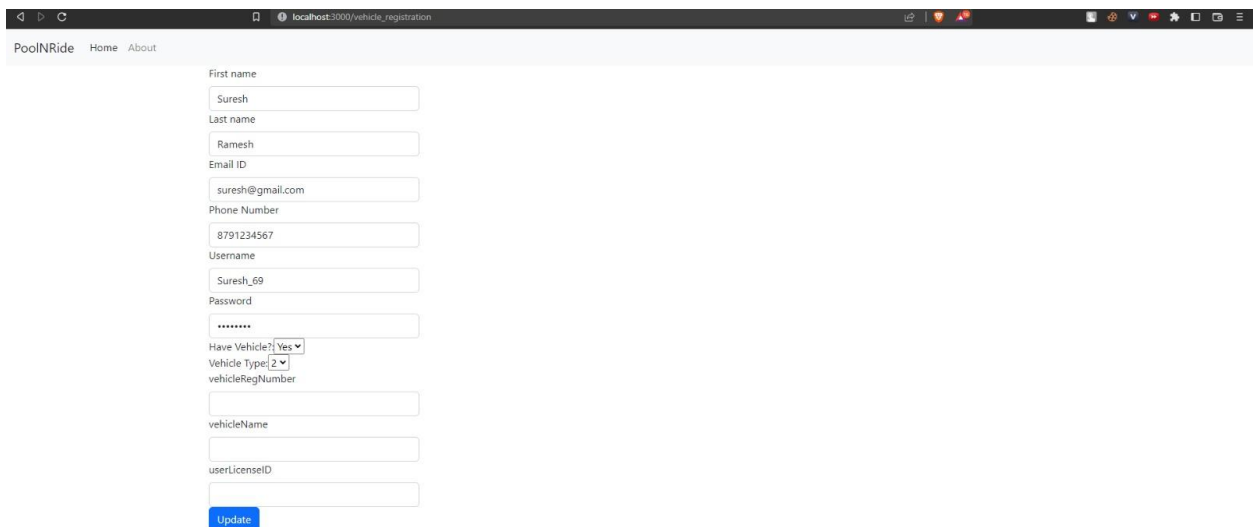 localhost:3000/vehicle_registration
PoolNRide Home About
First name
Suresh
Last name
Ramesh
Email ID
suresh@gmail.com
Phone Number
8791234567
Username
Suresh_69
Password
••••••••
Have Vehicle?: Yes
Vehicle Type: 2
vehicleRegNumber
vehicleName
userLicenseID
Update